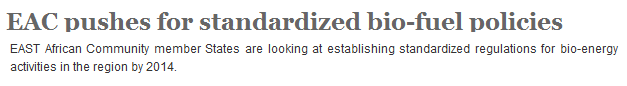 EAC pushes for standardized bio-fuel policies
EAST African Community member States are looking at establishing standardized regulations for bio-energy
activities in the region by 2014.